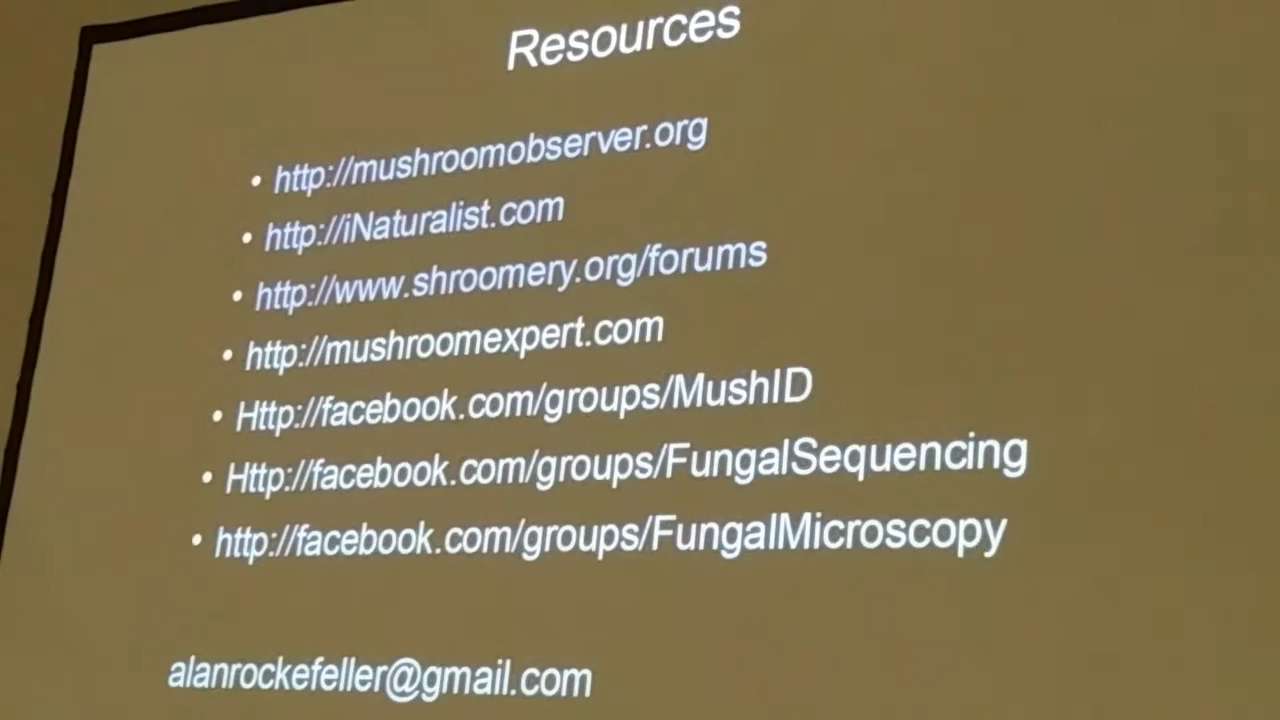 Resources
• http://mushroomobserver.org
• http://iNaturalist.com
• http://www.shroomery.org/forums
• http://mushroomexpert.com
• Http://facebook.com/groups/MushID
• Http://facebook.com/groups/FungalSequencing
• http://facebook.com/groups/FungalMicroscopy
alanrockefeller@gmail.com